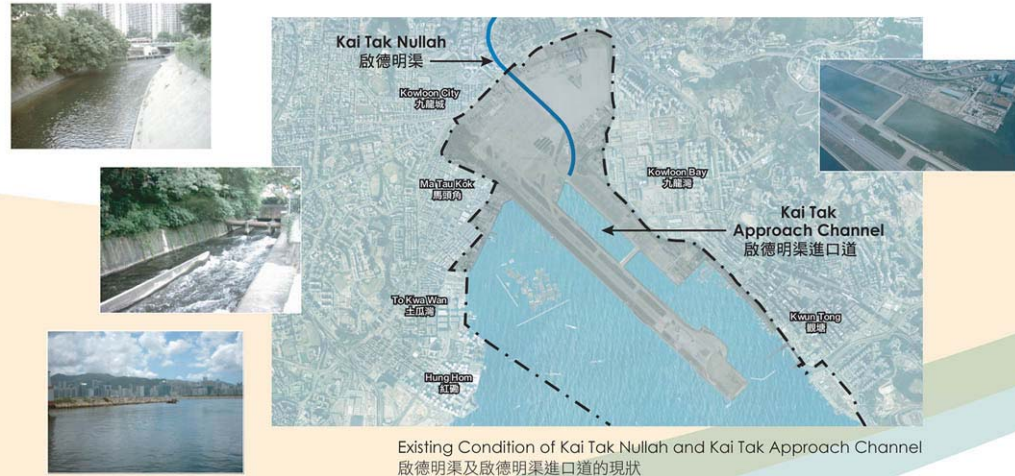 Kai Tak Nullah
啟德明渠
Kowloon City
九龍城
Ma Tau Kok
馬頭角
Kowloon Bay
九龍灣
Kai Tak
Approach Channel
啟德明渠進口道
To Kwa Wan
土瓜灣
Kwun Tong
觀塘
Hung Hom
紅磡
Existing Condition of Kai Tak Nullah and Kai Tak Approach Channel
啟德明渠及啟德明渠進口道的現狀